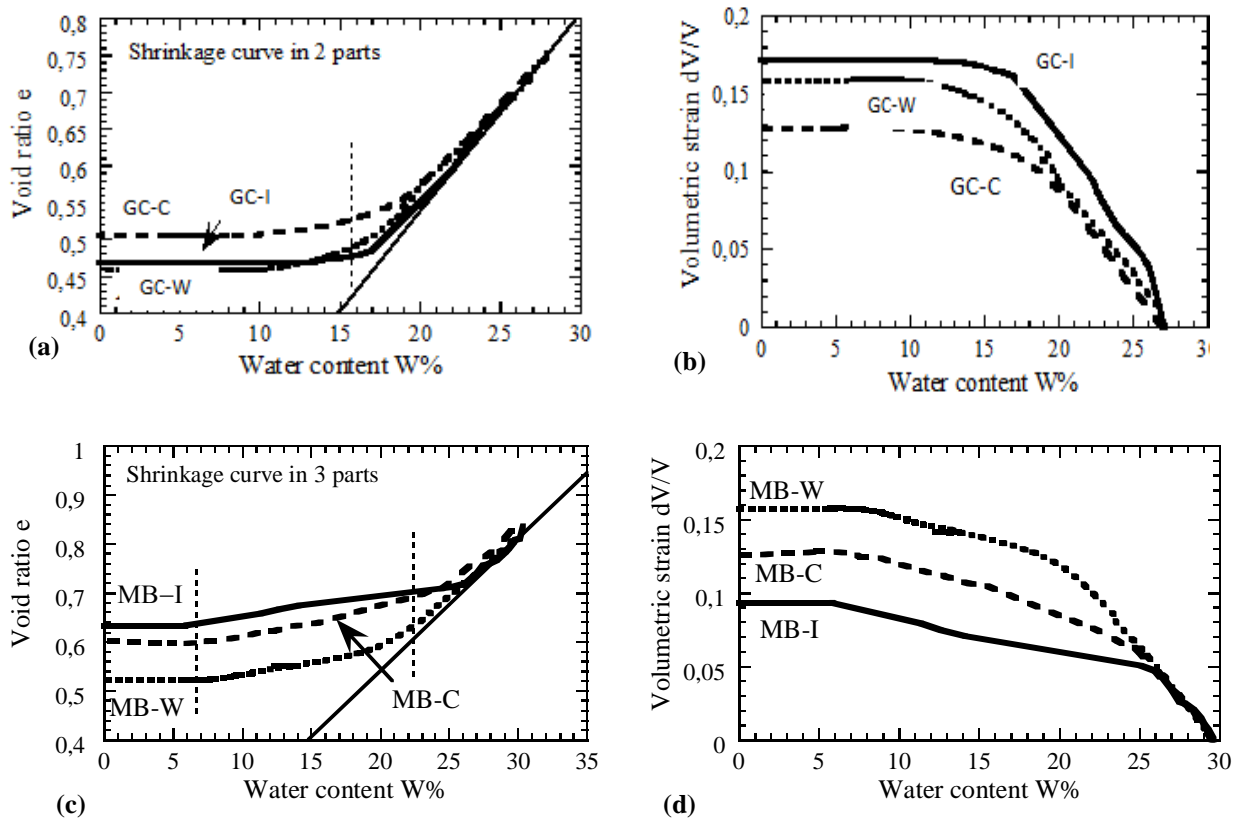 0,8
0,75
0,7
0,65
0,6
0,55
0,5
0,45
0,4
Void ratio e
Shrinkage curve in 2 parts
GC-C
GC-I
GC-W
0 5 10 15 20 25 30
Water content W%
(a)
0,2
0,15
0,1
0,05
0
Volumetric strain dV/V
GC-I
GC-W
GC-C
0 5 10 15 20 25
Water content W%
(b)
1
0,9
0,8
0,7
0,6
0,5
0,4
Void ratio e
Shrinkage curve in 3 parts
MB–I
MB-W
MB-C
0 5 10 15 20 25 30 35
Water content W%
(c)
0,2
0,15
0,1
0,05
0
Volumetric strain dV/V
MB-W
MB-C
MB-I
0 5 10 15 20 25 30
Water content W%
(d)